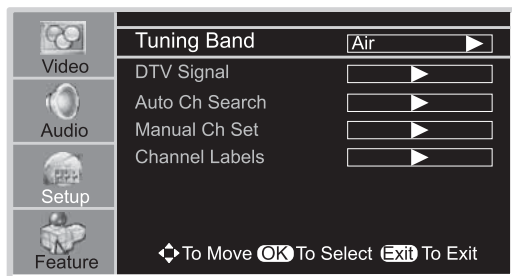 Video
Audio
Setup
Feature
Tuning Band Air
DTV Signal
Auto Ch Search
Manual Ch Set
Channel Labels
To Move OK To Select Exit To Exit